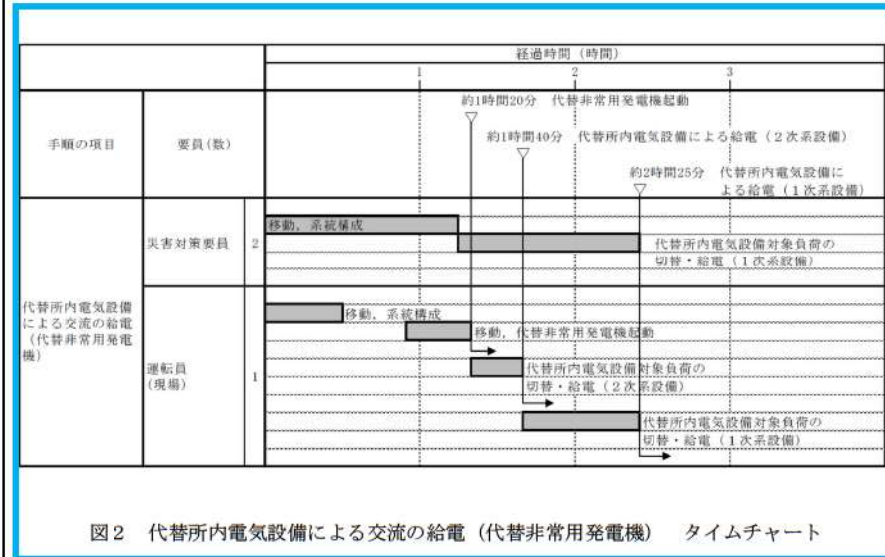 経過時間(時間)
1
2
3
手順の項目
要員(数)
約1時間20分 代替非常用発電機起動
約1時間40分 代替所内電気設備による給電(2次系設備)
約2時間25分 代替所内電気設備に
よる給電(1次系設備)
代替所内電気設備
による交流の給電
(代替非常用発電
機)
災害対策要員
2
移動,系統構成
代替所内電気設備対象負荷の
切替・給電(1次系設備)
運転員
(現場)
1
移動,系統構成
移動,代替非常用発電機起動
代替所内電気設備対象負荷の
切替・給電(2次系設備)
代替所内電気設備対象負荷の
切替・給電(1次系設備)
図2 代替所内電気設備による交流の給電(代替非常用発電機) タイムチャート